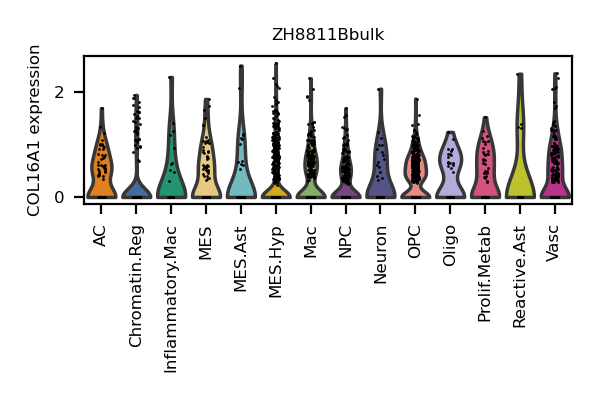 ZH8811Bbulk
COL16A1 expression
2
0
AC
Chromatin.Reg
Inflammatory.Mac
MES
MES.Ast
MES.Hyp
Mac
NPC
Neuron
OPC
Oligo
Prolif.Metab
Reactive.Ast
Vasc